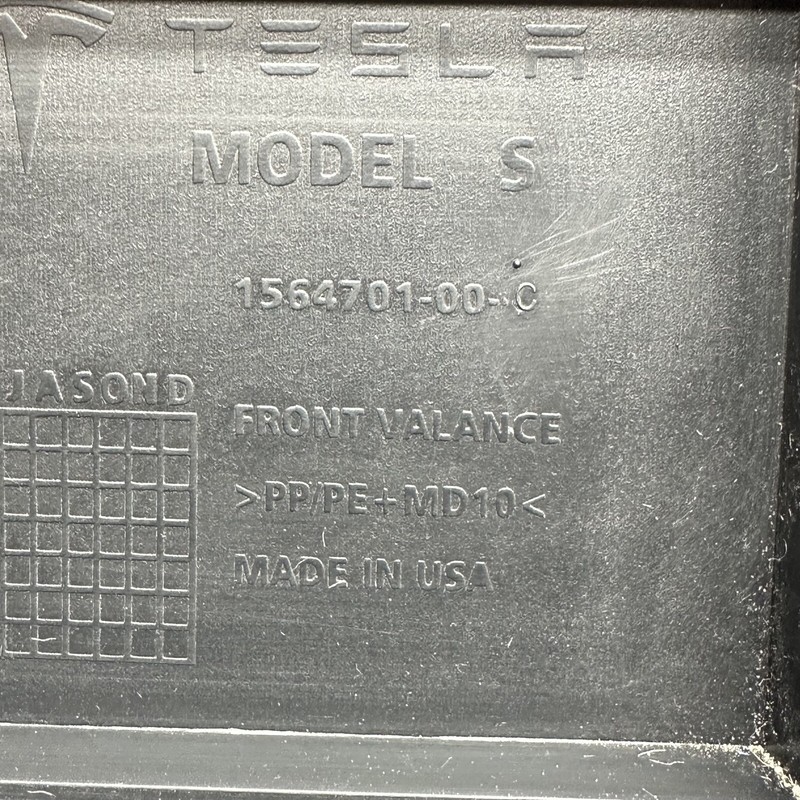 TESLA
MODEL S
1564701-00-C
JASOND
FRONT VALANCE
>PP/PE+MD10<
MADE IN USA